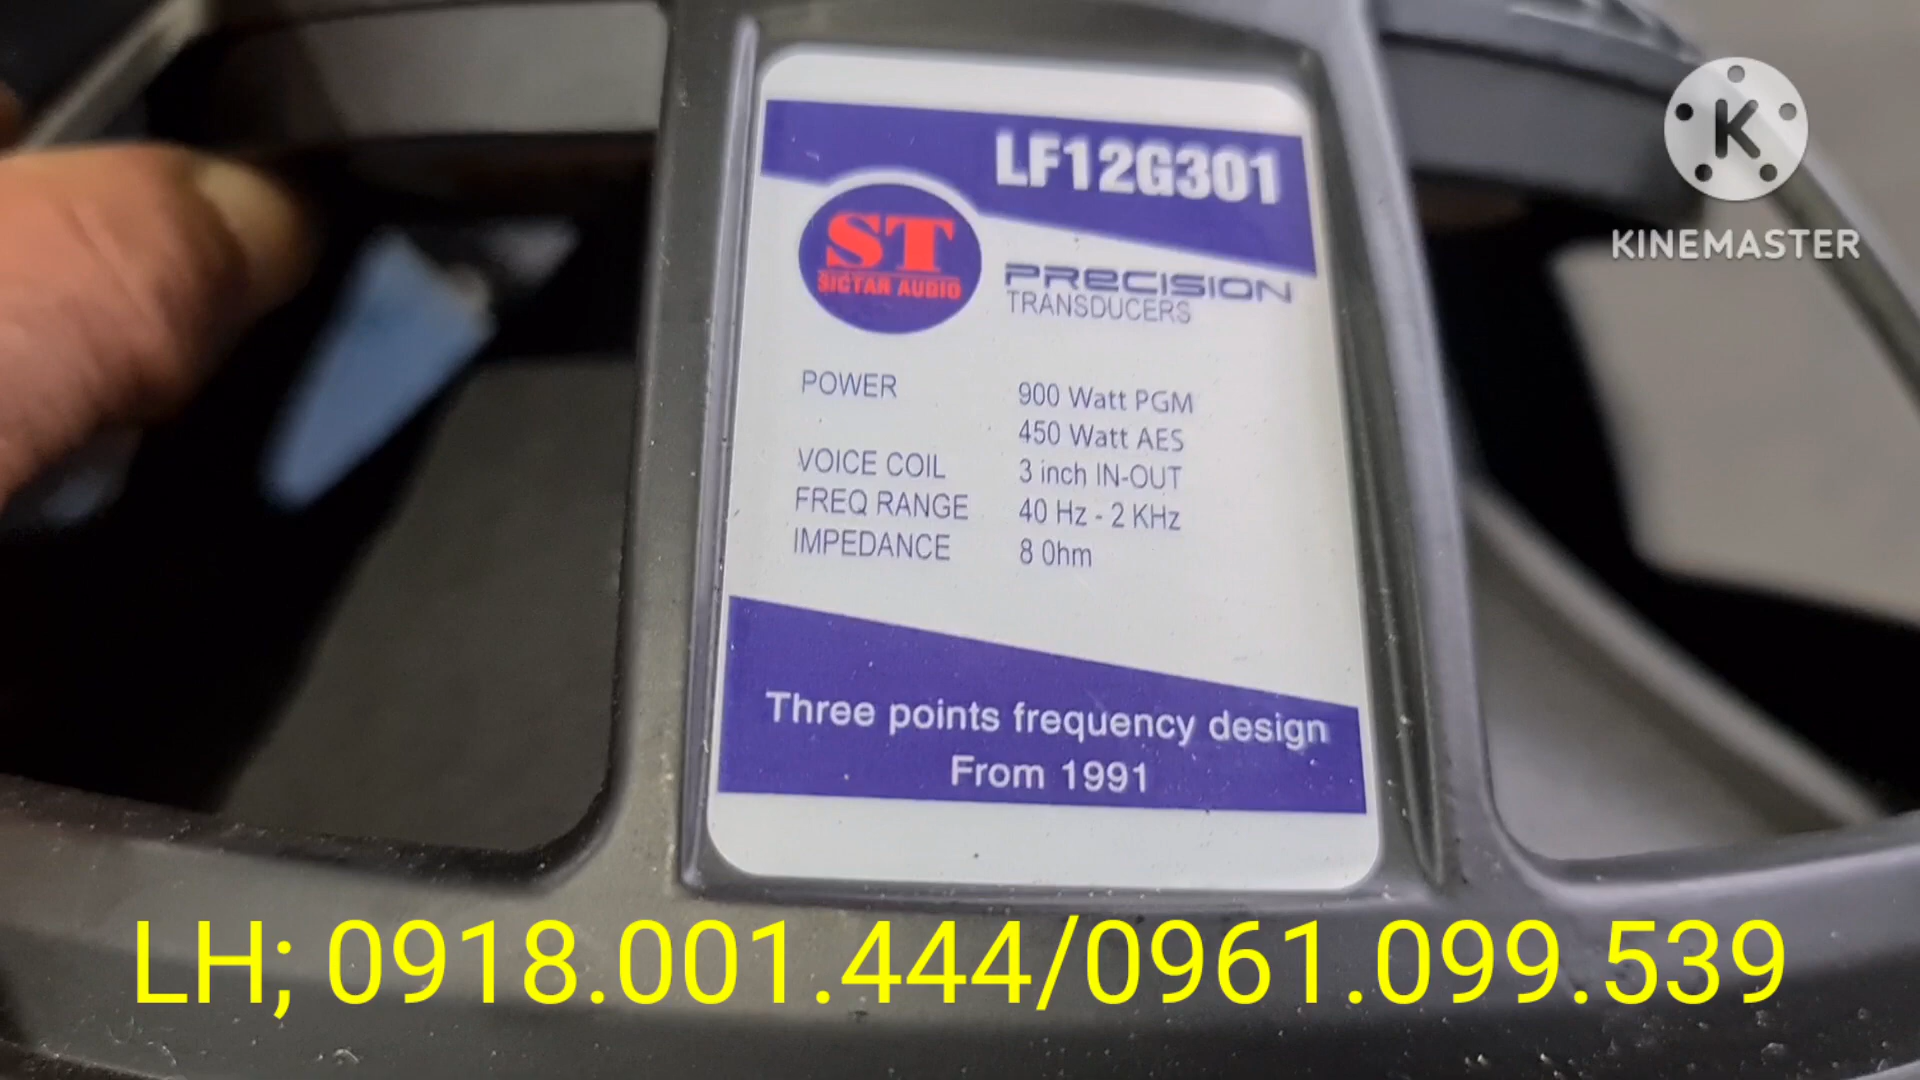 LF12G301
ST
SICTAR AUDIO
PRECISION
TRANSDUCERS
POWER 900 Watt PGM
450 Watt AES
VOICE COIL 3 inch IN-OUT
FREQ RANGE 40 Hz - 2 KHz
IMPEDANCE 8 Ohm
Three points frequency design
From 1991
K
KINEMASTER
LH; 0918.001.444/0961.099.539